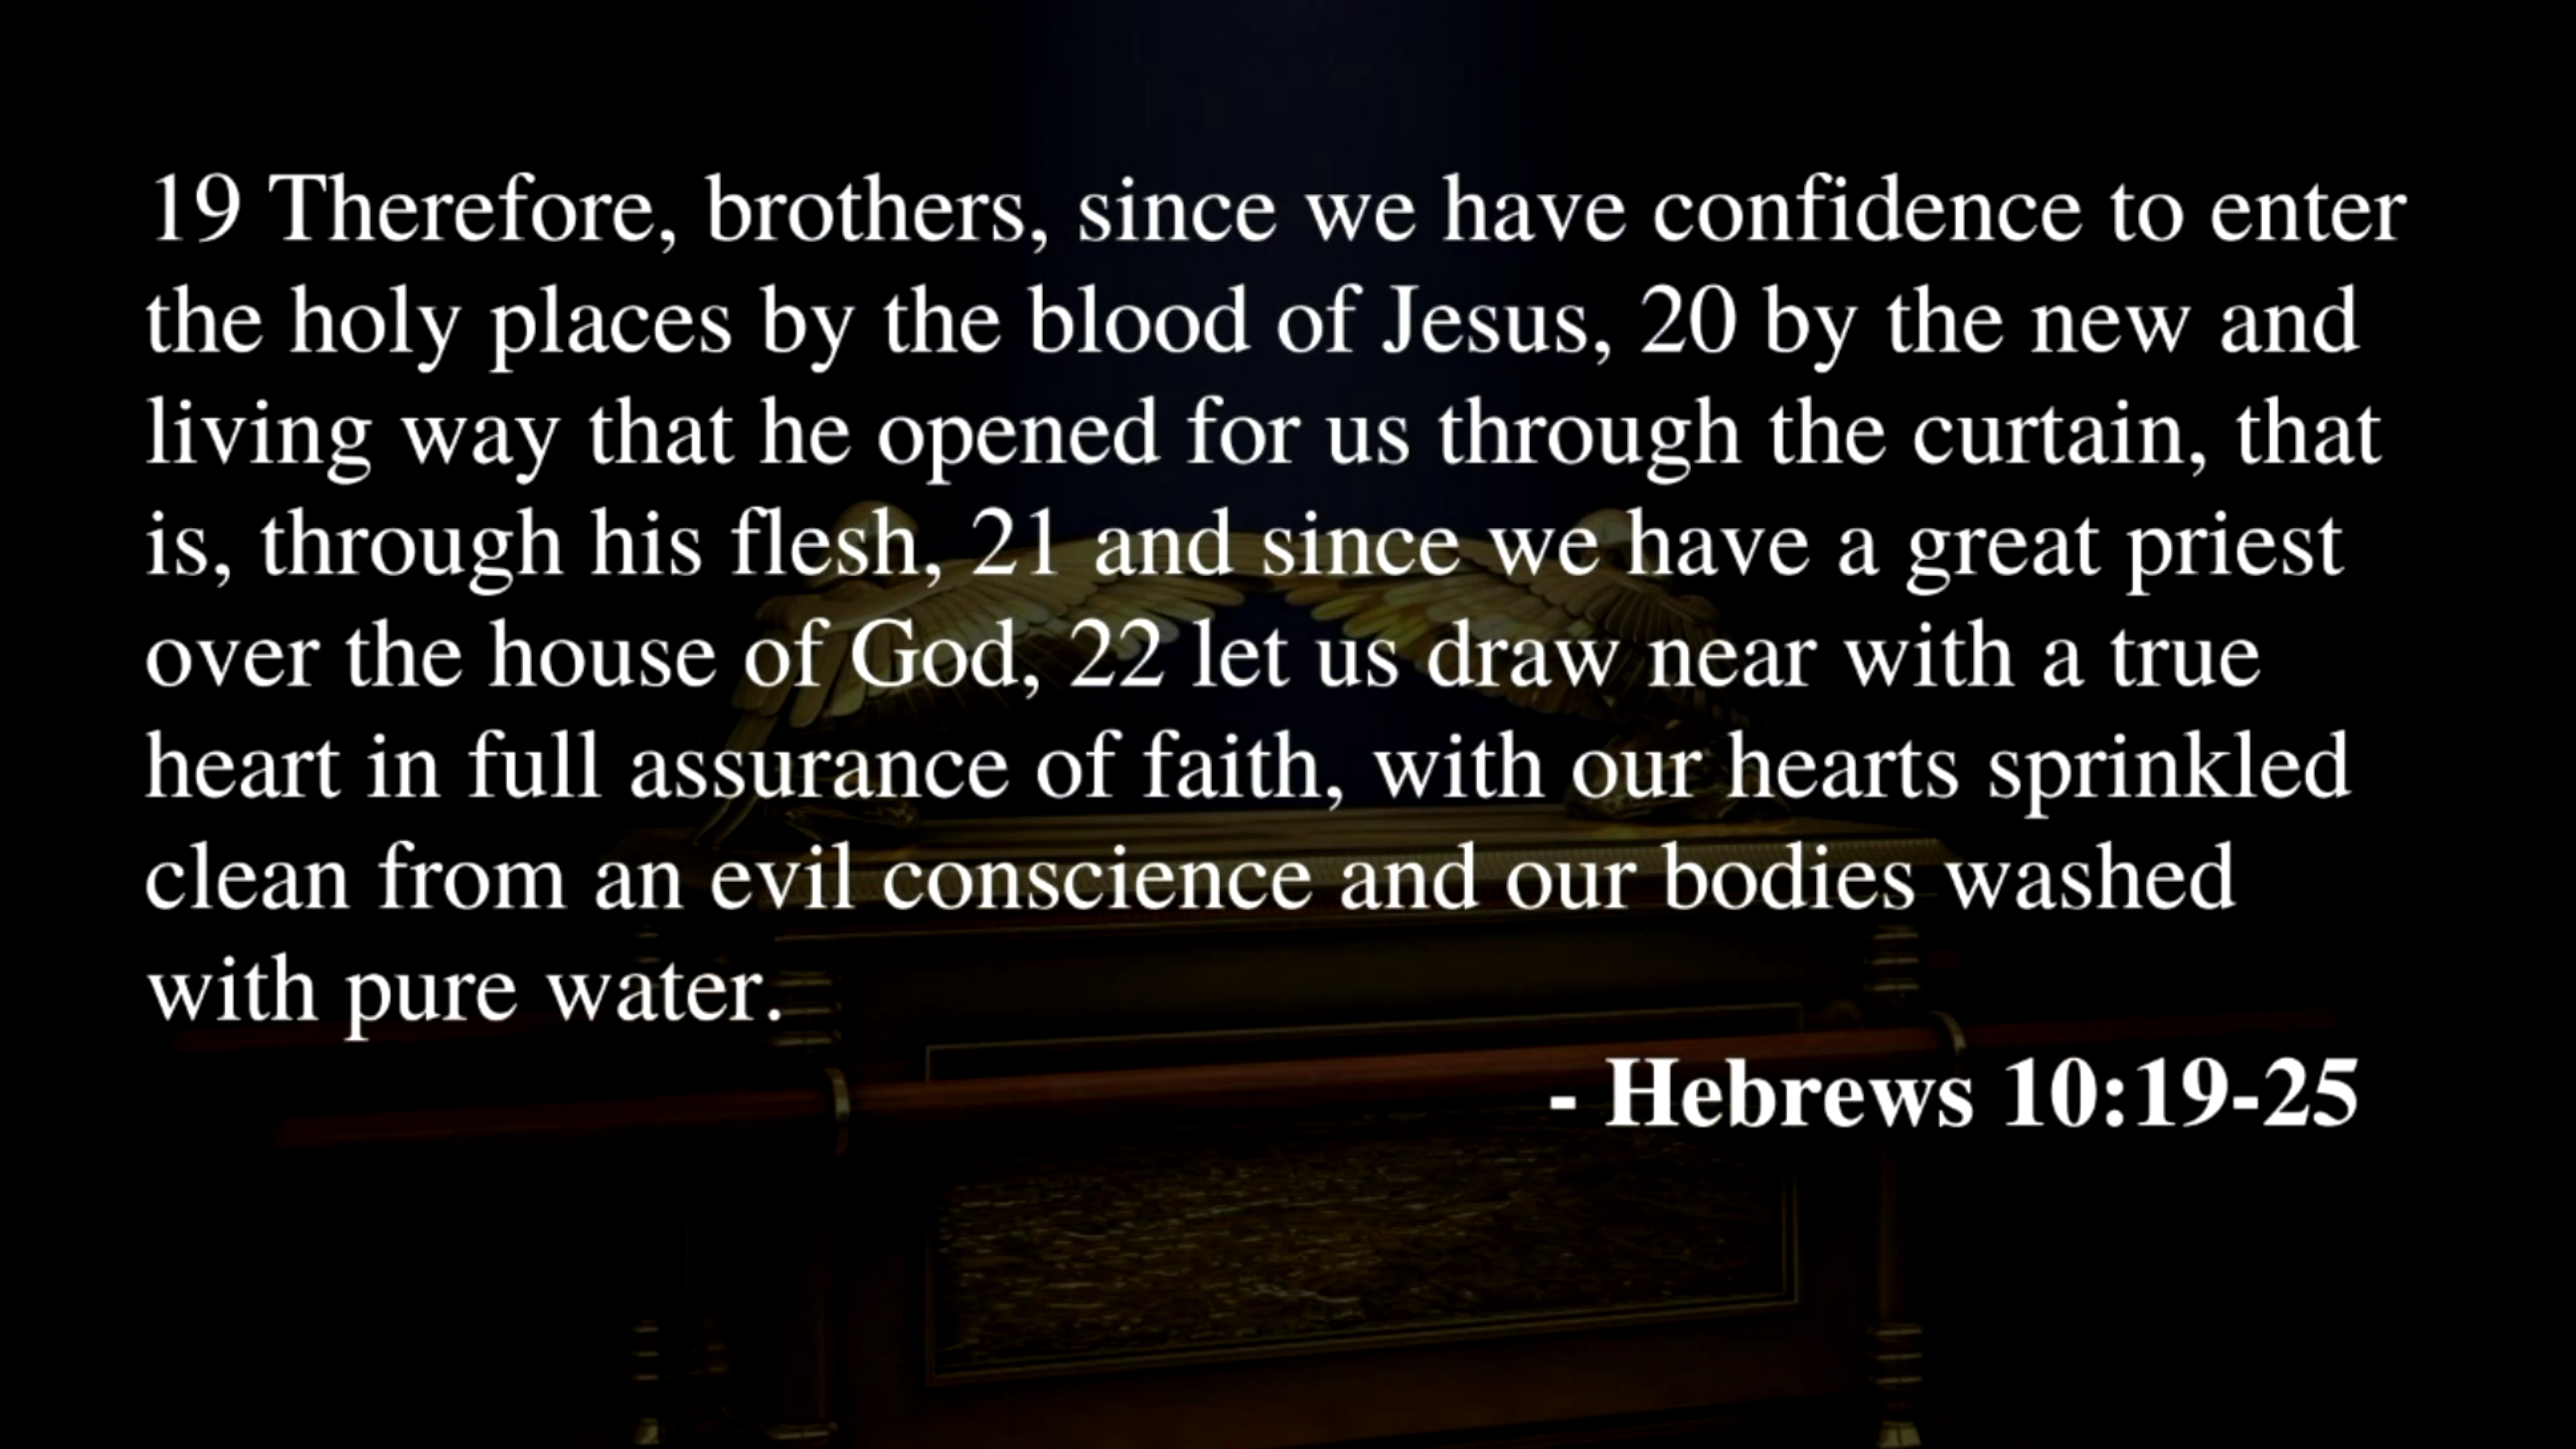 19 Therefore, brothers, since we have confidence to enter
the holy places by the blood of Jesus, 20 by the new and
living way that he opened for us through the curtain, that
is, through his flesh, 21 and since we have a great priest
over the house of God, 22 let us draw near with a true
heart in full assurance of faith, with our hearts sprinkled
clean from an evil conscience and our bodies washed
with pure water.
- Hebrews 10:19-25